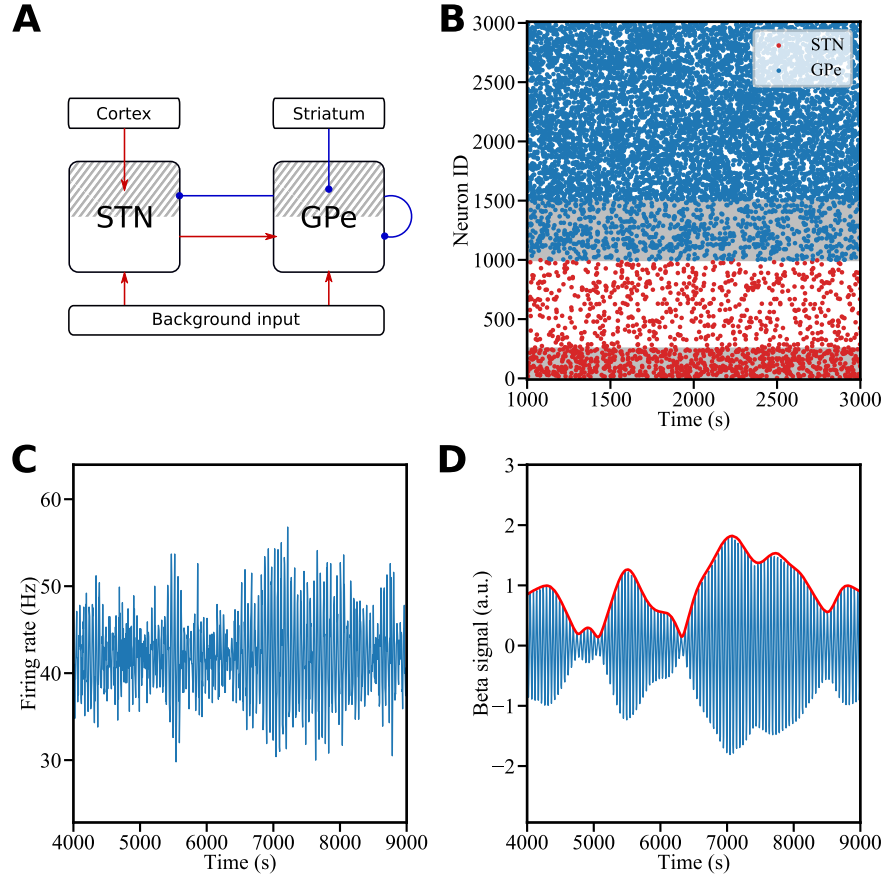 A
Cortex
Striatum
STN
GPe
Background input
B
3000
2500
2000
1500
1000
500
0
Neuron ID
STN
GPe
1000 1500 2000 2500 3000
Time (s)
C
60
50
40
30
Firing rate (Hz)
4000 5000 6000 7000 8000 9000
Time (s)
D
3
2
1
0
−1
−2
Beta signal (a.u.)
4000 5000 6000 7000 8000 9000
Time (s)